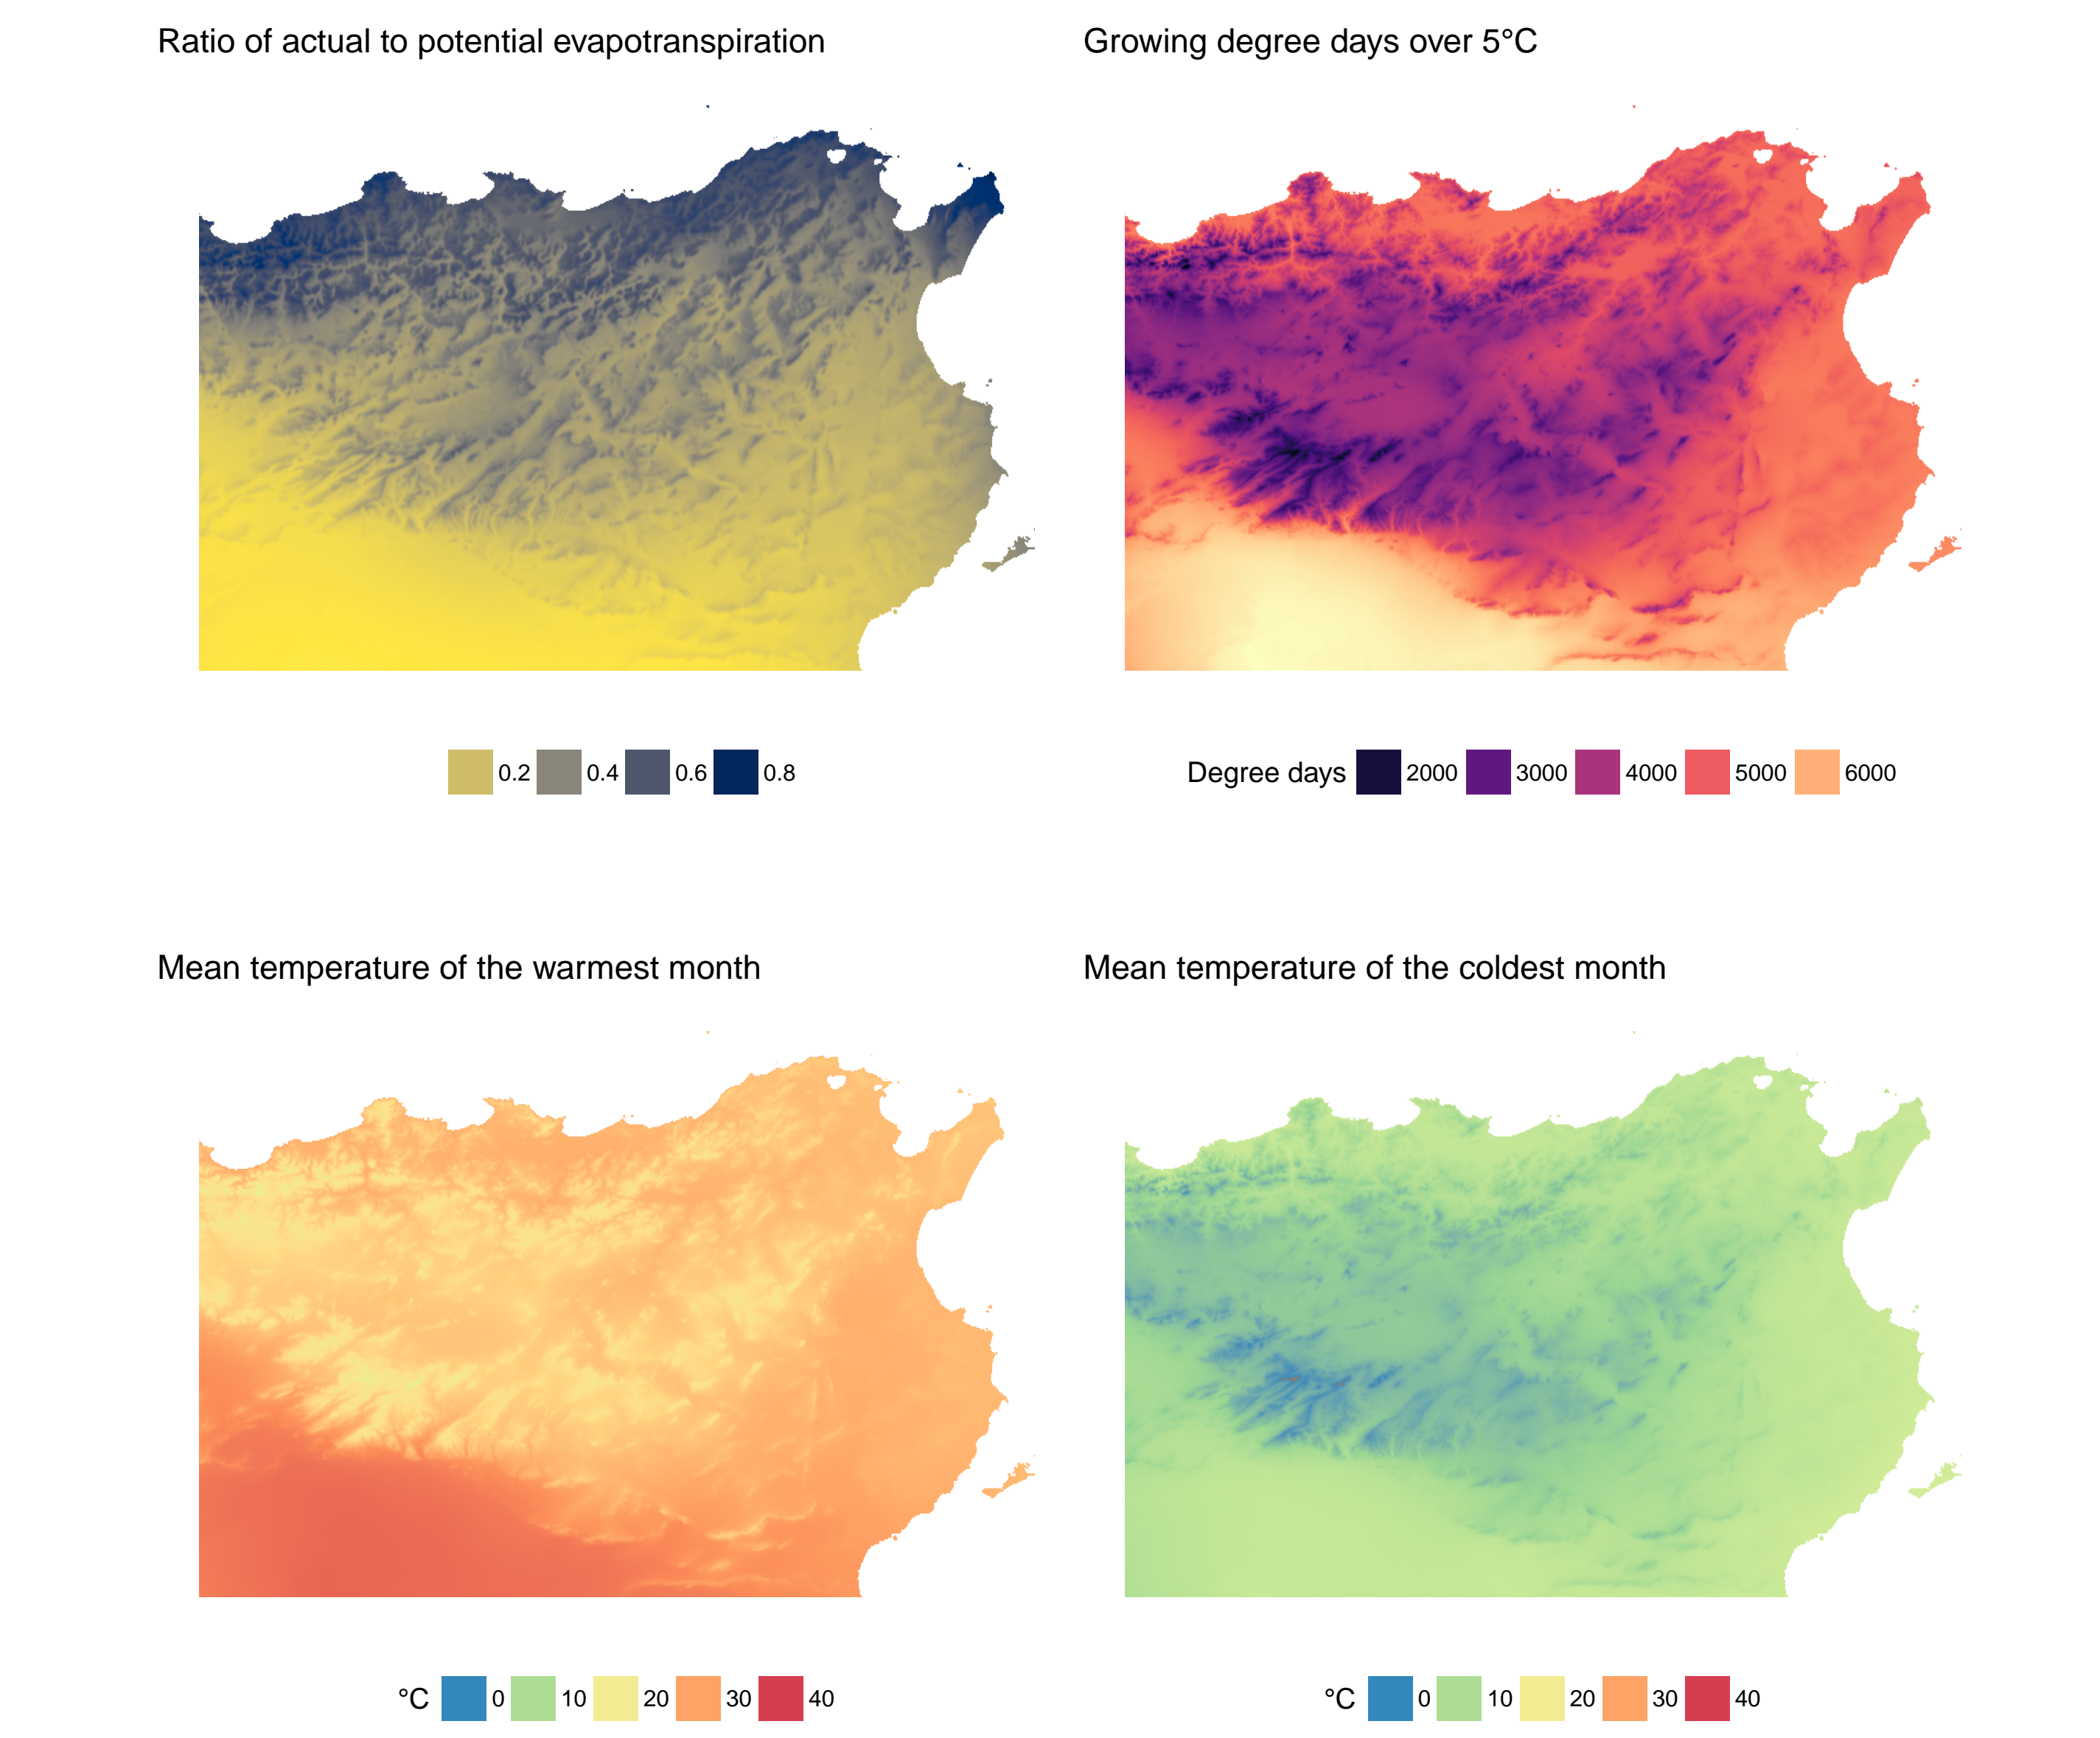 Ratio of actual to potential evapotranspiration
Growing degree days over 5°C
0.2 0.4 0.6 0.8
Degree days 2000 3000 4000 5000 6000
Mean temperature of the warmest month
Mean temperature of the coldest month
°C 0 10 20 30 40
°C 0 10 20 30 40